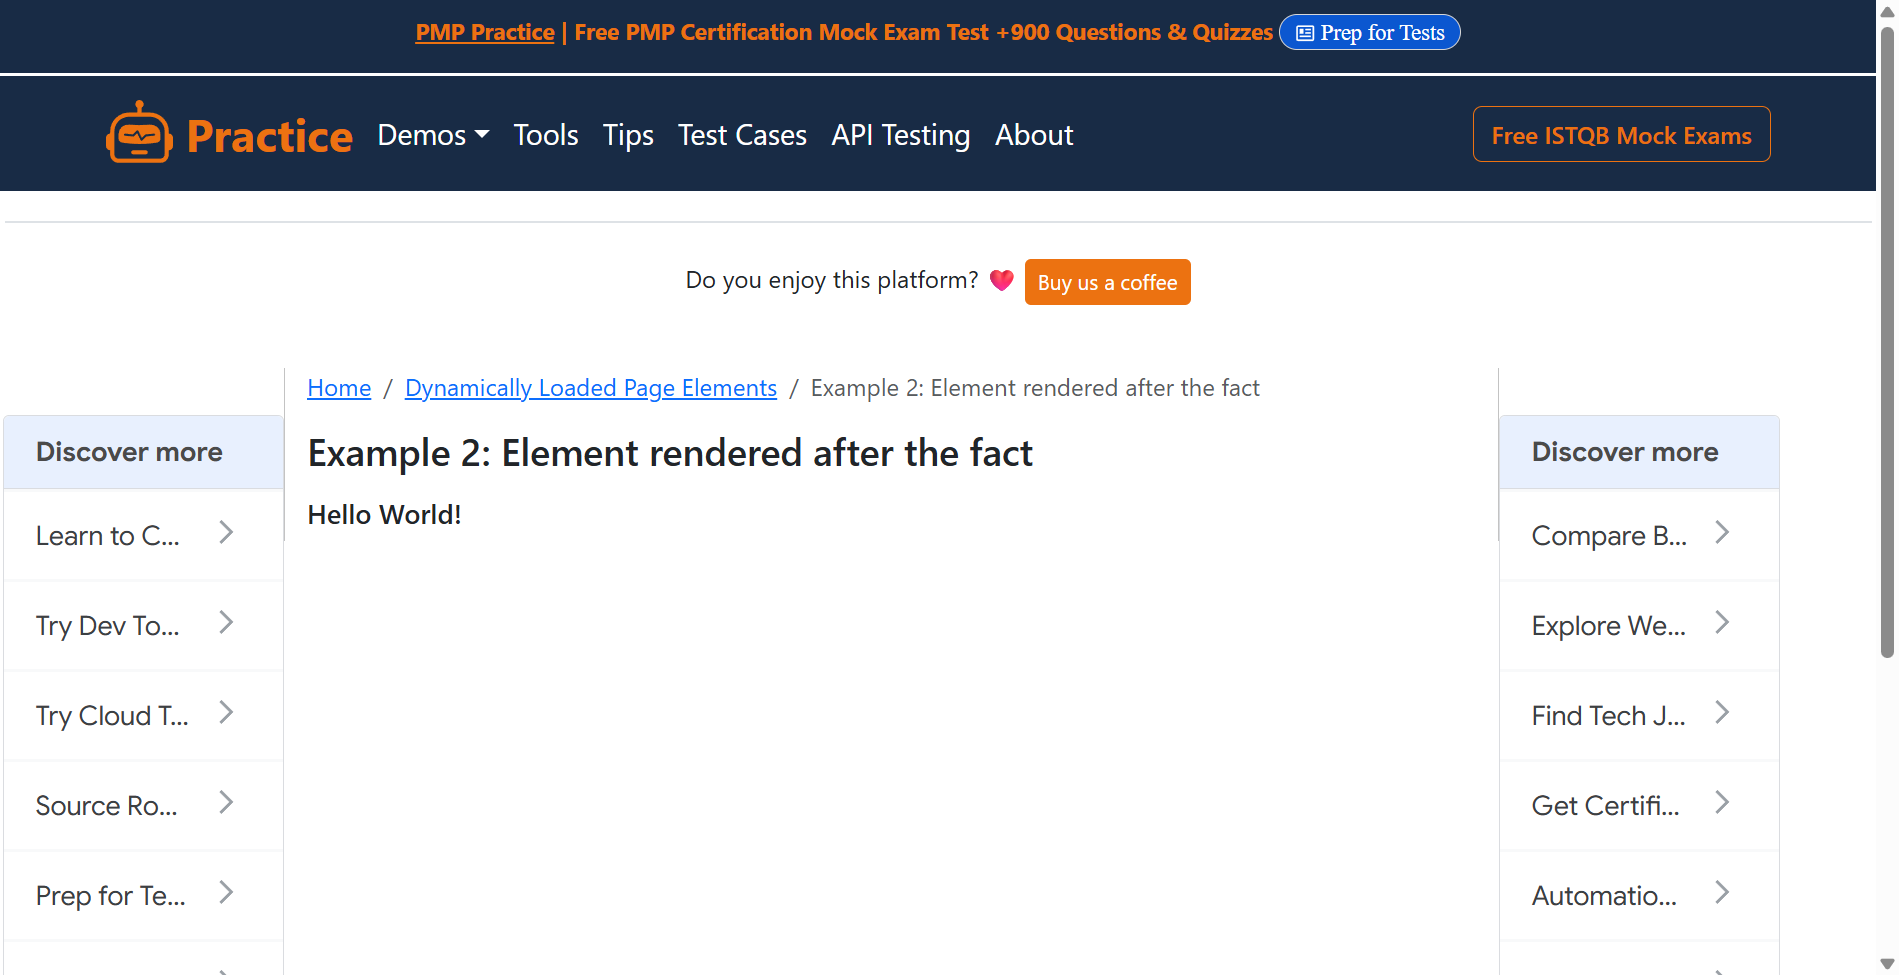 PMP Practice | Free PMP Certification Mock Exam Test +900 Questions & Quizzes Prep for Tests
Practice Demos Tools Tips Test Cases API Testing About Free ISTQB Mock Exams
Do you enjoy this platform? Buy us a coffee
Home / Dynamically Loaded Page Elements / Example 2: Element rendered after the fact
Example 2: Element rendered after the fact
Hello World!
Discover more
Learn to C...
Try Dev To...
Try Cloud T...
Source Ro...
Prep for Te...
Discover more
Compare B...
Explore We...
Find Tech J...
Get Certifi...
Automatio...